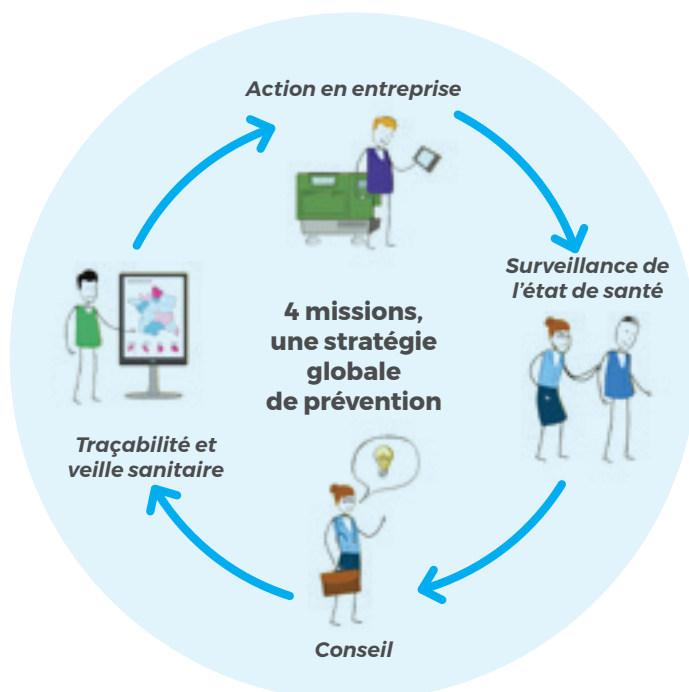 Action en entreprise
Surveillance de
l'état de santé
4 missions,
une stratégie
globale
de prévention
Traçabilité et
veille sanitaire
Conseil